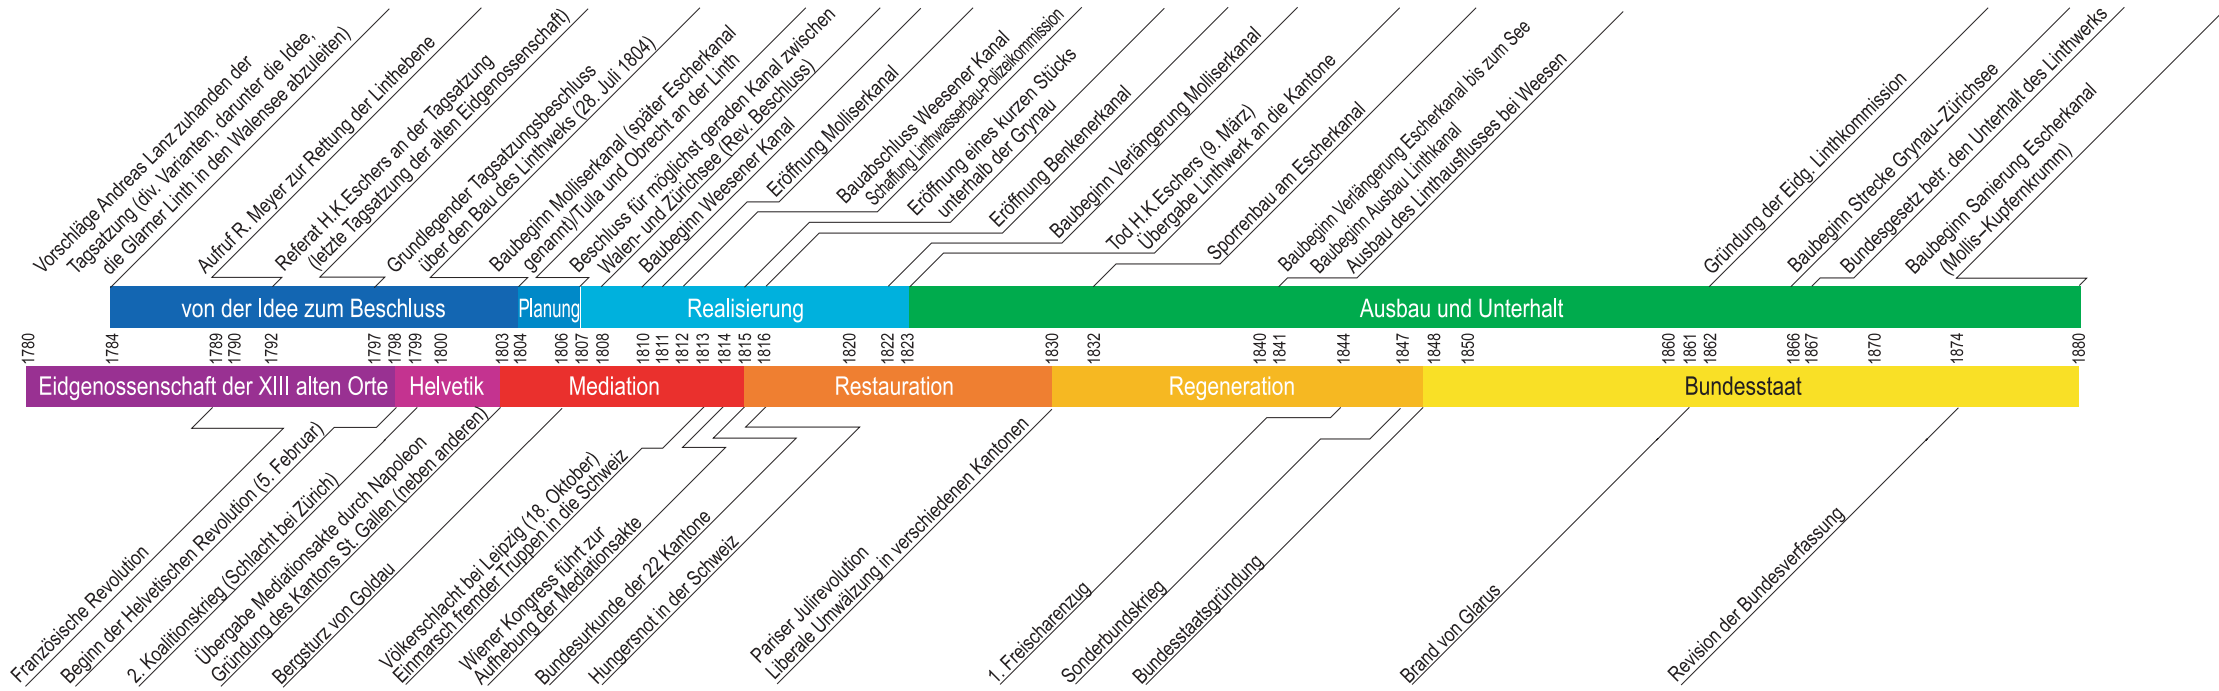 Vorschläge Andreas Lanz zuhanden der
Tagsatzung (div. Varianten, darunter die Idee,
die Glarner Linth in den Walensee abzuleiten)
Aufruf R. Meyer zur Rettung der Linthebene
Referat H.K. Eschers an der Tagsatzung
(letzte Tagsatzung der alten Eidgenossenschaft)
Grundlegender Tagsatzungsbeschluss
über den Bau des Linthweks (28. Juli 1804)
Baubeginn Molliserkanal (später Escherkanal
genannt)/Tulla und Obrecht an der Linth
Beschluss für möglichst geraden Kanal zwischen
Walen- und Zürichsee (Rev. Beschluss)
Baubeginn Weesener Kanal
Eröffnung Molliserkanal
Bauabschluss Weesener Kanal
Schaffung Linthwasserbau-Polizeikommission
Eröffnung eines kurzen Stücks
unterhalb der Grynau
Eröffnung Benkenerkanal
Baubeginn Verlängerung Molliserkanal
Tod H.K. Eschers (9. März)
Übergabe Linthwerk an die Kantone
Sporrenbau am Escherkanal
Baubeginn Verlängerung Escherkanal bis zum See
Baubeginn Ausbau Linthkanal
Ausbau des Linthausflusses bei Weesen
Gründung der Eidg. Linthkommission
Baubeginn Strecke Grynau–Zürichsee
Bundesgesetz betr. den Unterhalt des Linthwerks
Baubeginn Sanierung Escherkanal
(Mollis–Kupfernkrumm)
von der Idee zum Beschluss
Planung
Realisierung
Ausbau und Unterhalt
1780
1784
1789
1790
1792
1797
1798
1799
1800
1803
1804
1806
1807
1808
1810
1811
1812
1813
1814
1815
1816
1820
1822
1823
1830
1832
1840
1841
1844
1847
1848
1850
1860
1861
1862
1866
1867
1870
1874
1880
Eidgenossenschaft der XIII alten Orte
Helvetik
Mediation
Restauration
Regeneration
Bundesstaat
Französische Revolution
Beginn der Helvetischen Revolution (5. Februar)
2. Koalitionskrieg (Schlacht bei Zürich)
Übergabe Mediationsakte durch Napoleon
Gründung des Kantons St. Gallen (neben anderen)
Bergsturz von Goldau
Völkerschlacht bei Leipzig (18. Oktober)
Einmarsch fremder Truppen in die Schweiz
Wiener Kongress führt zur
Aufhebung der Mediationsakte
Bundesurkunde der 22 Kantone
Hungersnot in der Schweiz
Pariser Julirevolution
Liberale Umwälzung in verschiedenen Kantonen
1. Freischarenzug
Sonderbundskrieg
Bundesstaatsgründung
Brand von Glarus
Revision der Bundesverfassung